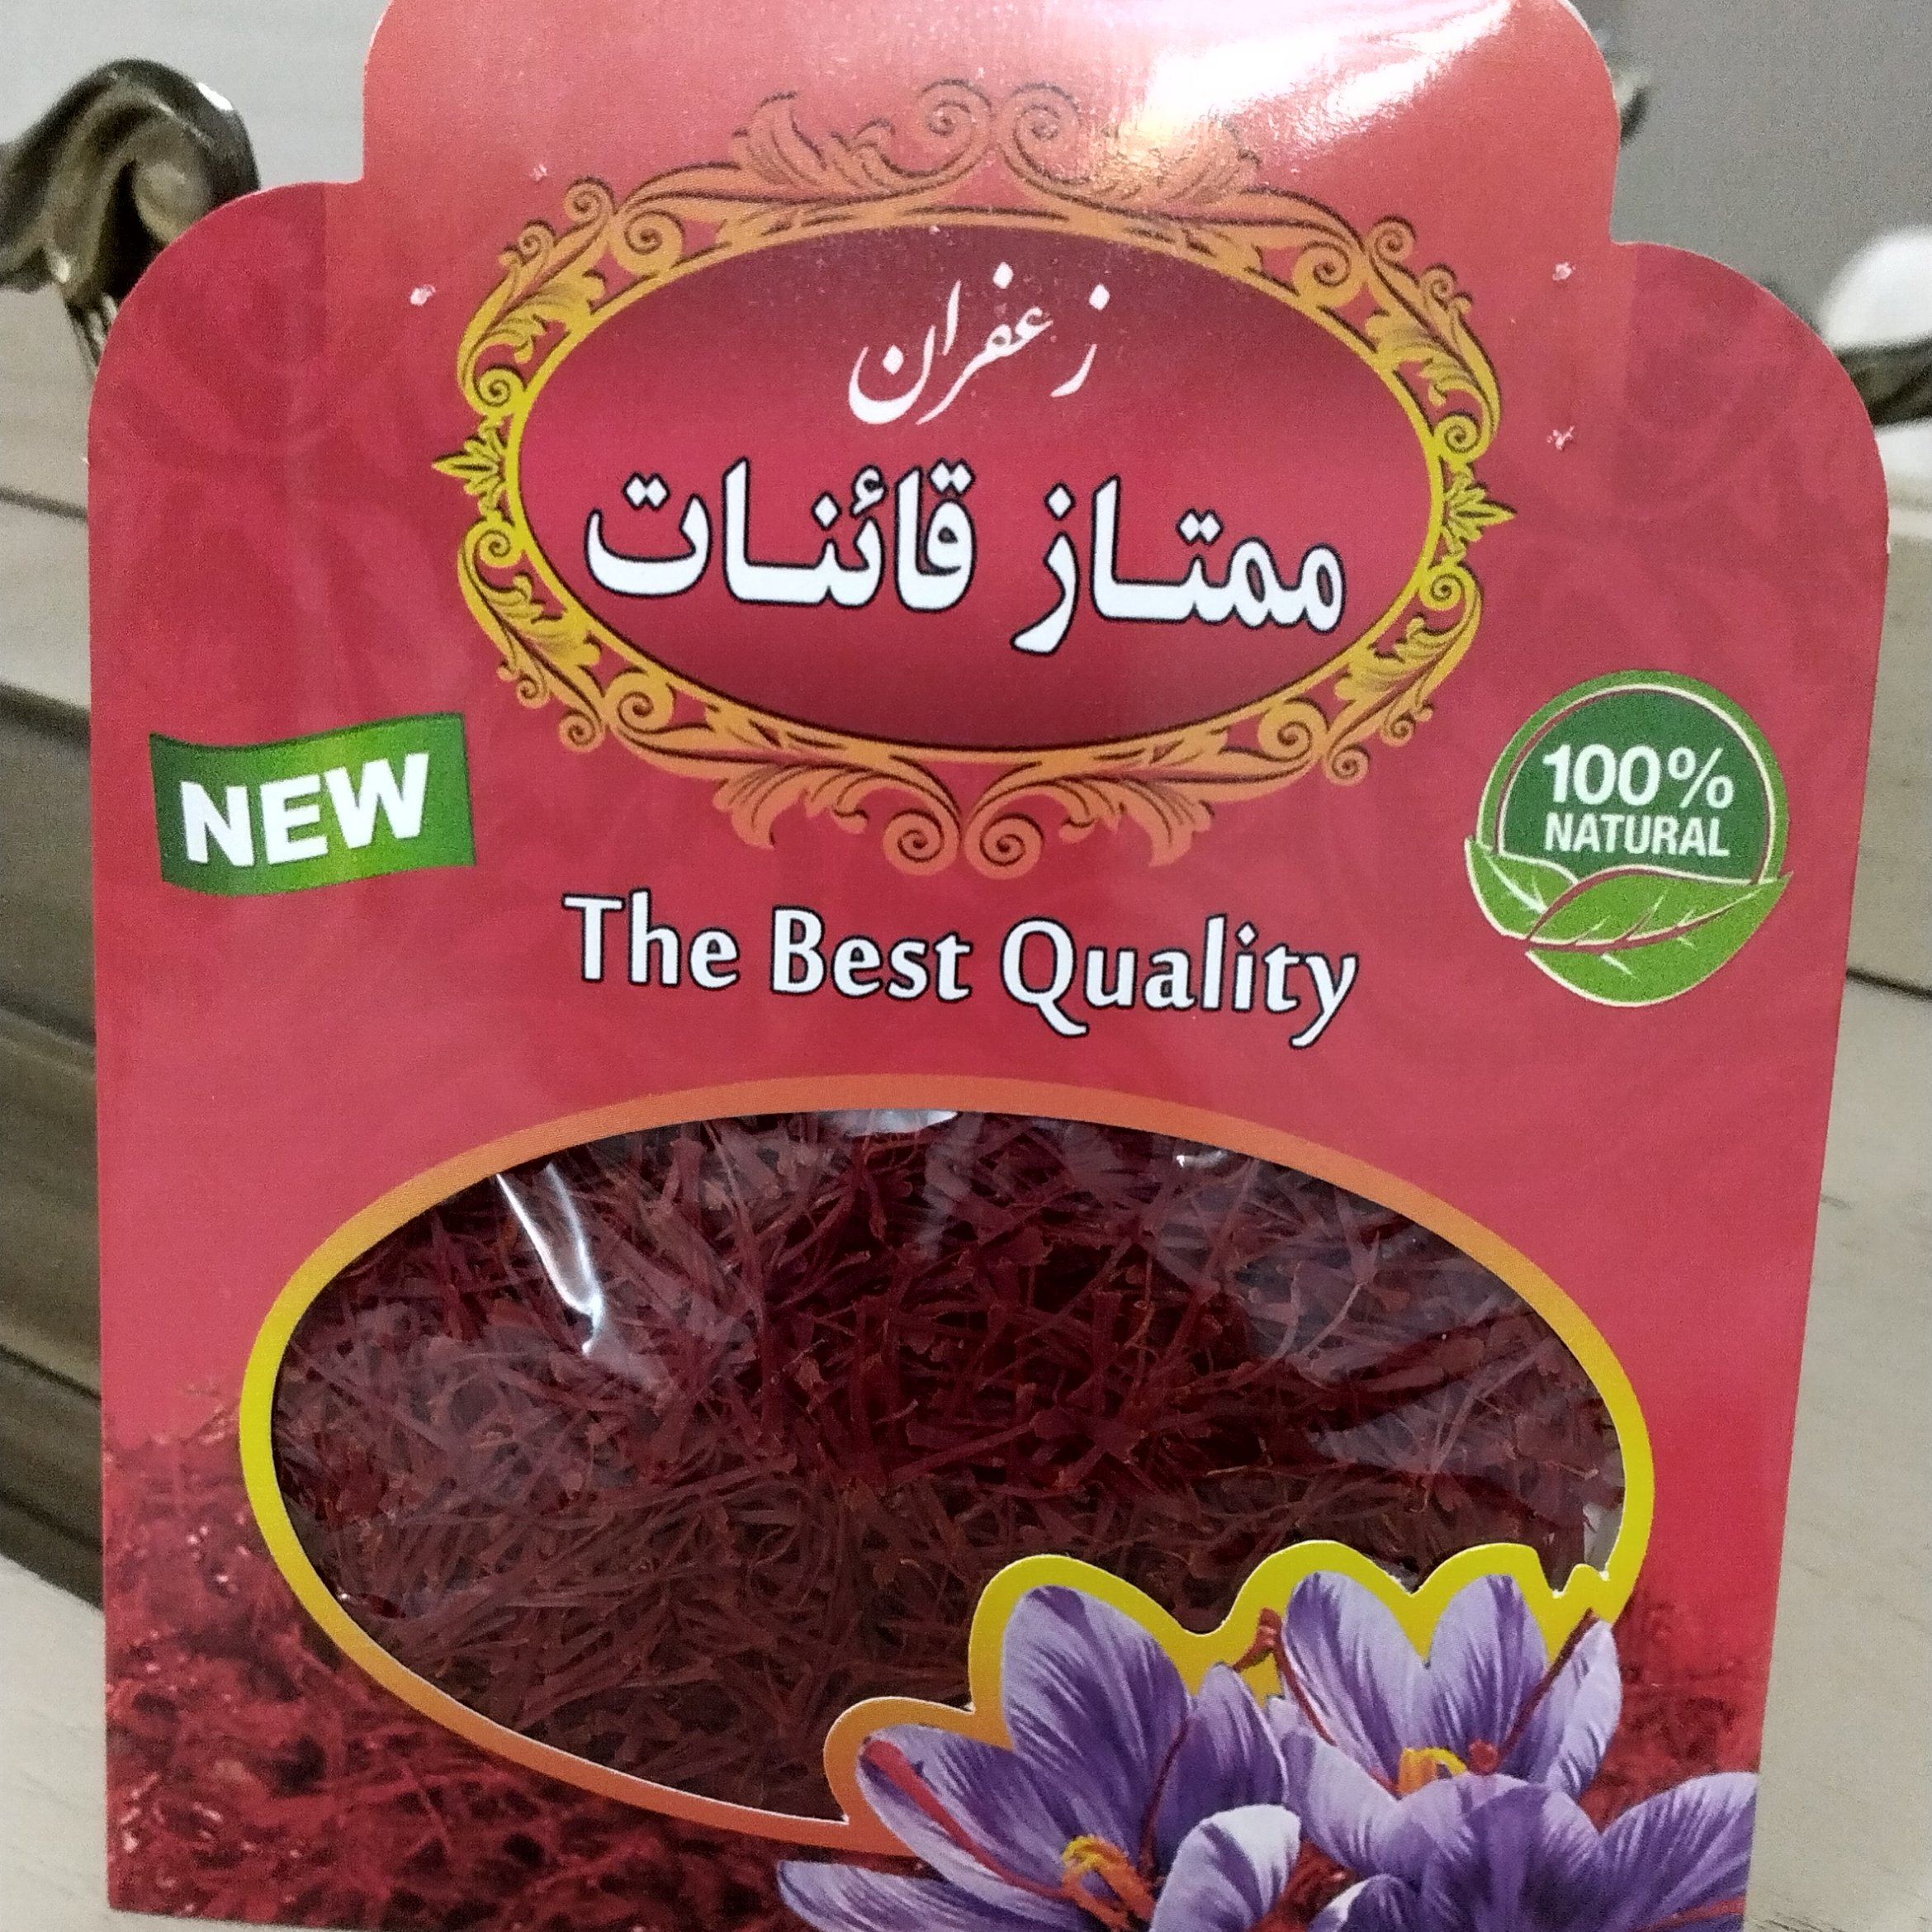 زعفران
ممتاز قائنات
NEW
100%
NATURAL
The Best Quality